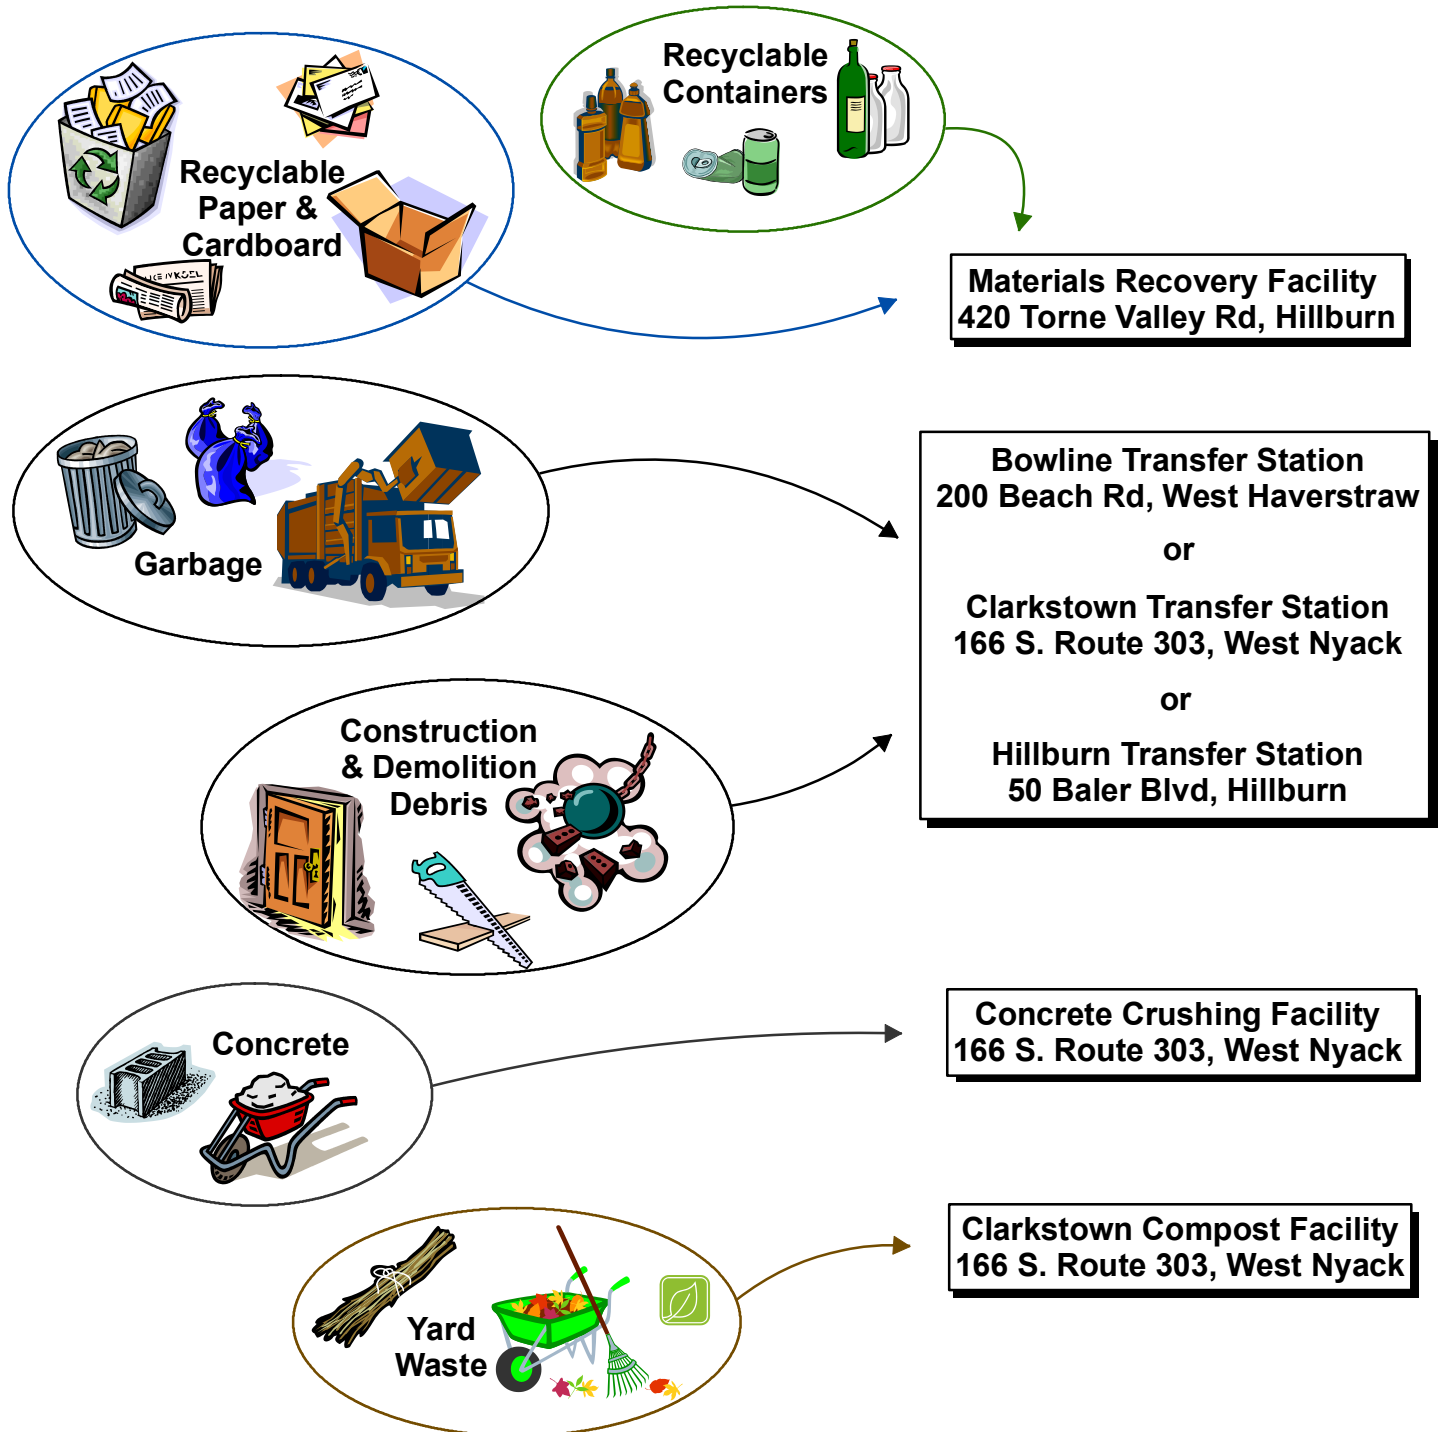 Recyclable
Containers
Recyclable
Paper &
Cardboard
Materials Recovery Facility
420 Torne Valley Rd, Hillburn
Garbage
Bowline Transfer Station
200 Beach Rd, West Haverstraw
or
Clarkstown Transfer Station
166 S. Route 303, West Nyack
or
Hillburn Transfer Station
50 Baler Blvd, Hillburn
Construction
& Demolition
Debris
Concrete
Concrete Crushing Facility
166 S. Route 303, West Nyack
Clarkstown Compost Facility
166 S. Route 303, West Nyack
Yard
Waste